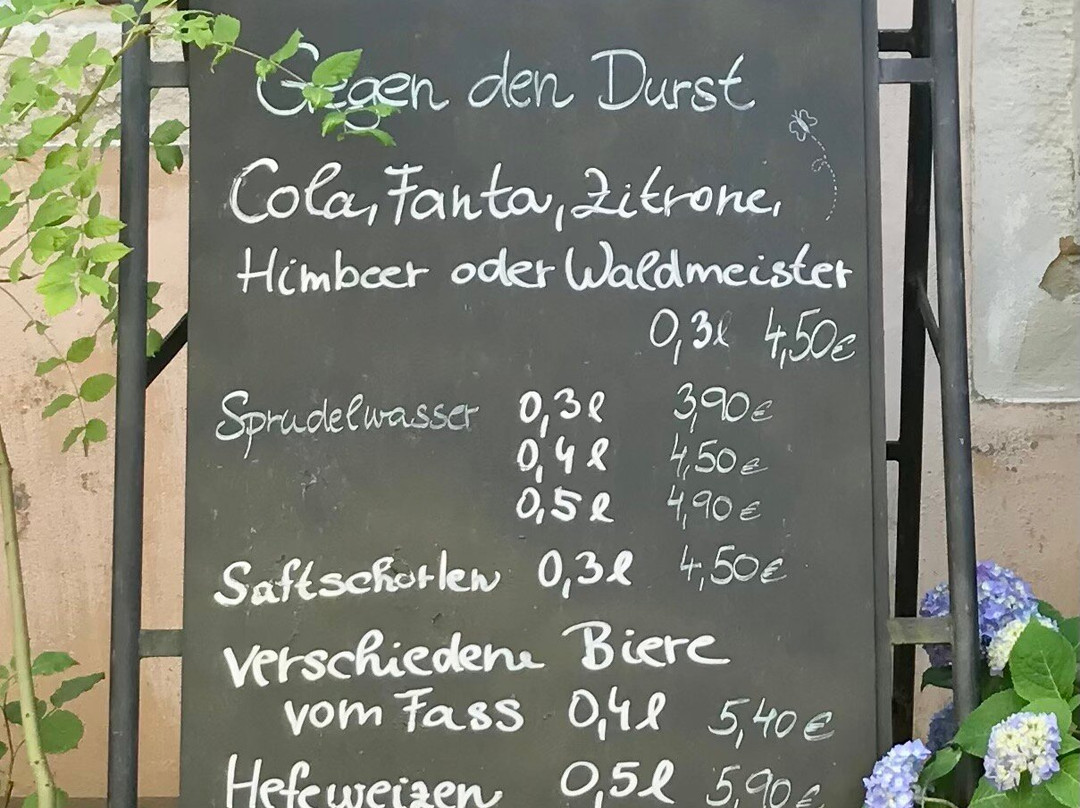 Gegen den Durst
Cola, Fanta, Zitrone,
Himbeer oder Waldmeister
0,3l 4,50€
Sprudelwasser 0,3l 3,90€
0,4l 4,50€
0,5l 4,90€
Saftschorlen 0,3l 4,50€
verschiedene Biere
vom Fass 0,4l 5,40€
Hefeweizen 0,5l 5,90€